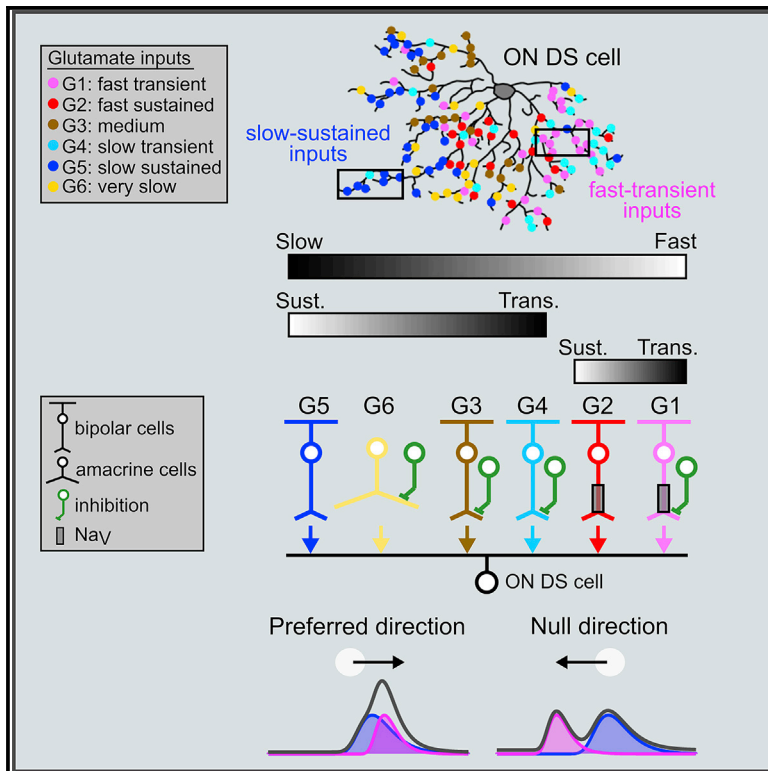 Glutamate inputs
G1: fast transient
G2: fast sustained
G3: medium
G4: slow transient
G5: slow sustained
G6: very slow
ON DS cell
slow-sustained
inputs
fast-transient
inputs
Slow
Fast
Sust.
Trans.
Sust.
Trans.
G5
G6
G3
G4
G2
G1
bipolar cells
amacrine cells
inhibition
NaV
ON DS cell
Preferred direction
Null direction